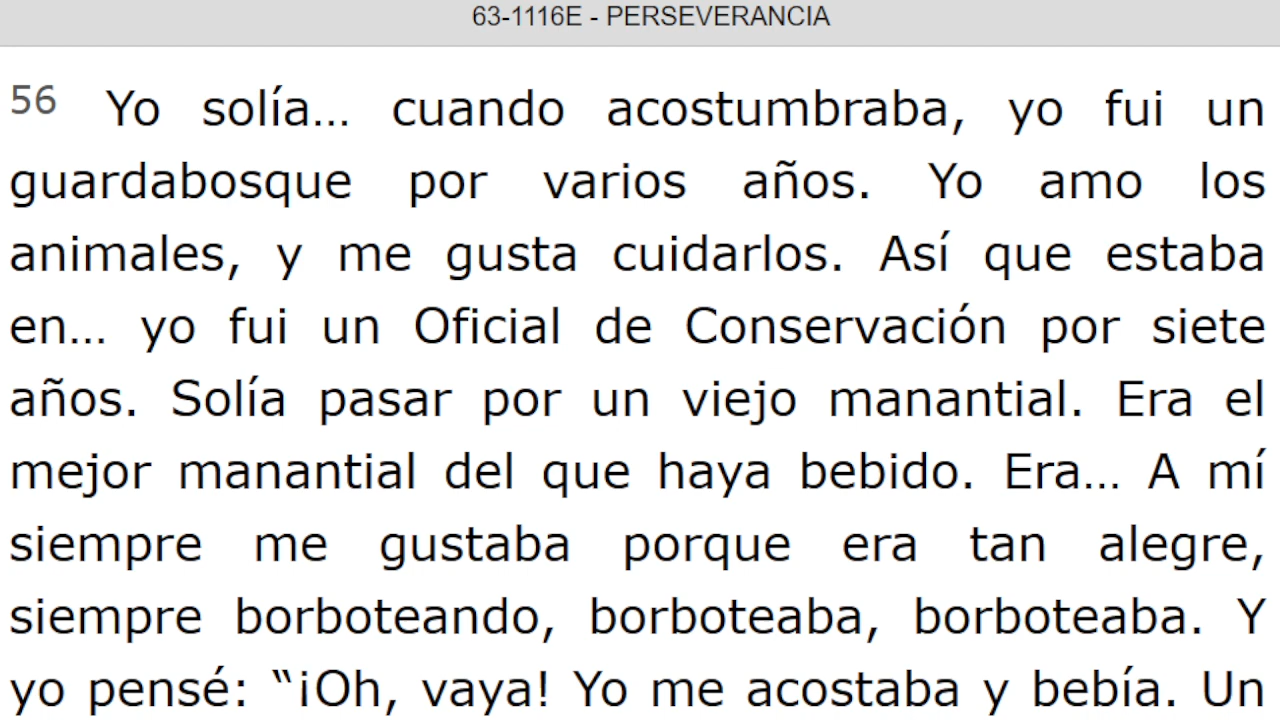 63-1116E - PERSEVERANCIA
56 Yo solía... cuando acostumbraba, yo fui un
guardabosque por varios años. Yo amo los
animales, y me gusta cuidarlos. Así que estaba
en... yo fui un Oficial de Conservación por siete
años. Solía pasar por un viejo manantial. Era el
mejor manantial del que haya bebido. Era... A mí
siempre me gustaba porque era tan alegre,
siempre borboteando, borboteaba, borboteaba. Y
yo pensé: “¡Oh, vaya! Yo me acostaba y bebía. Un